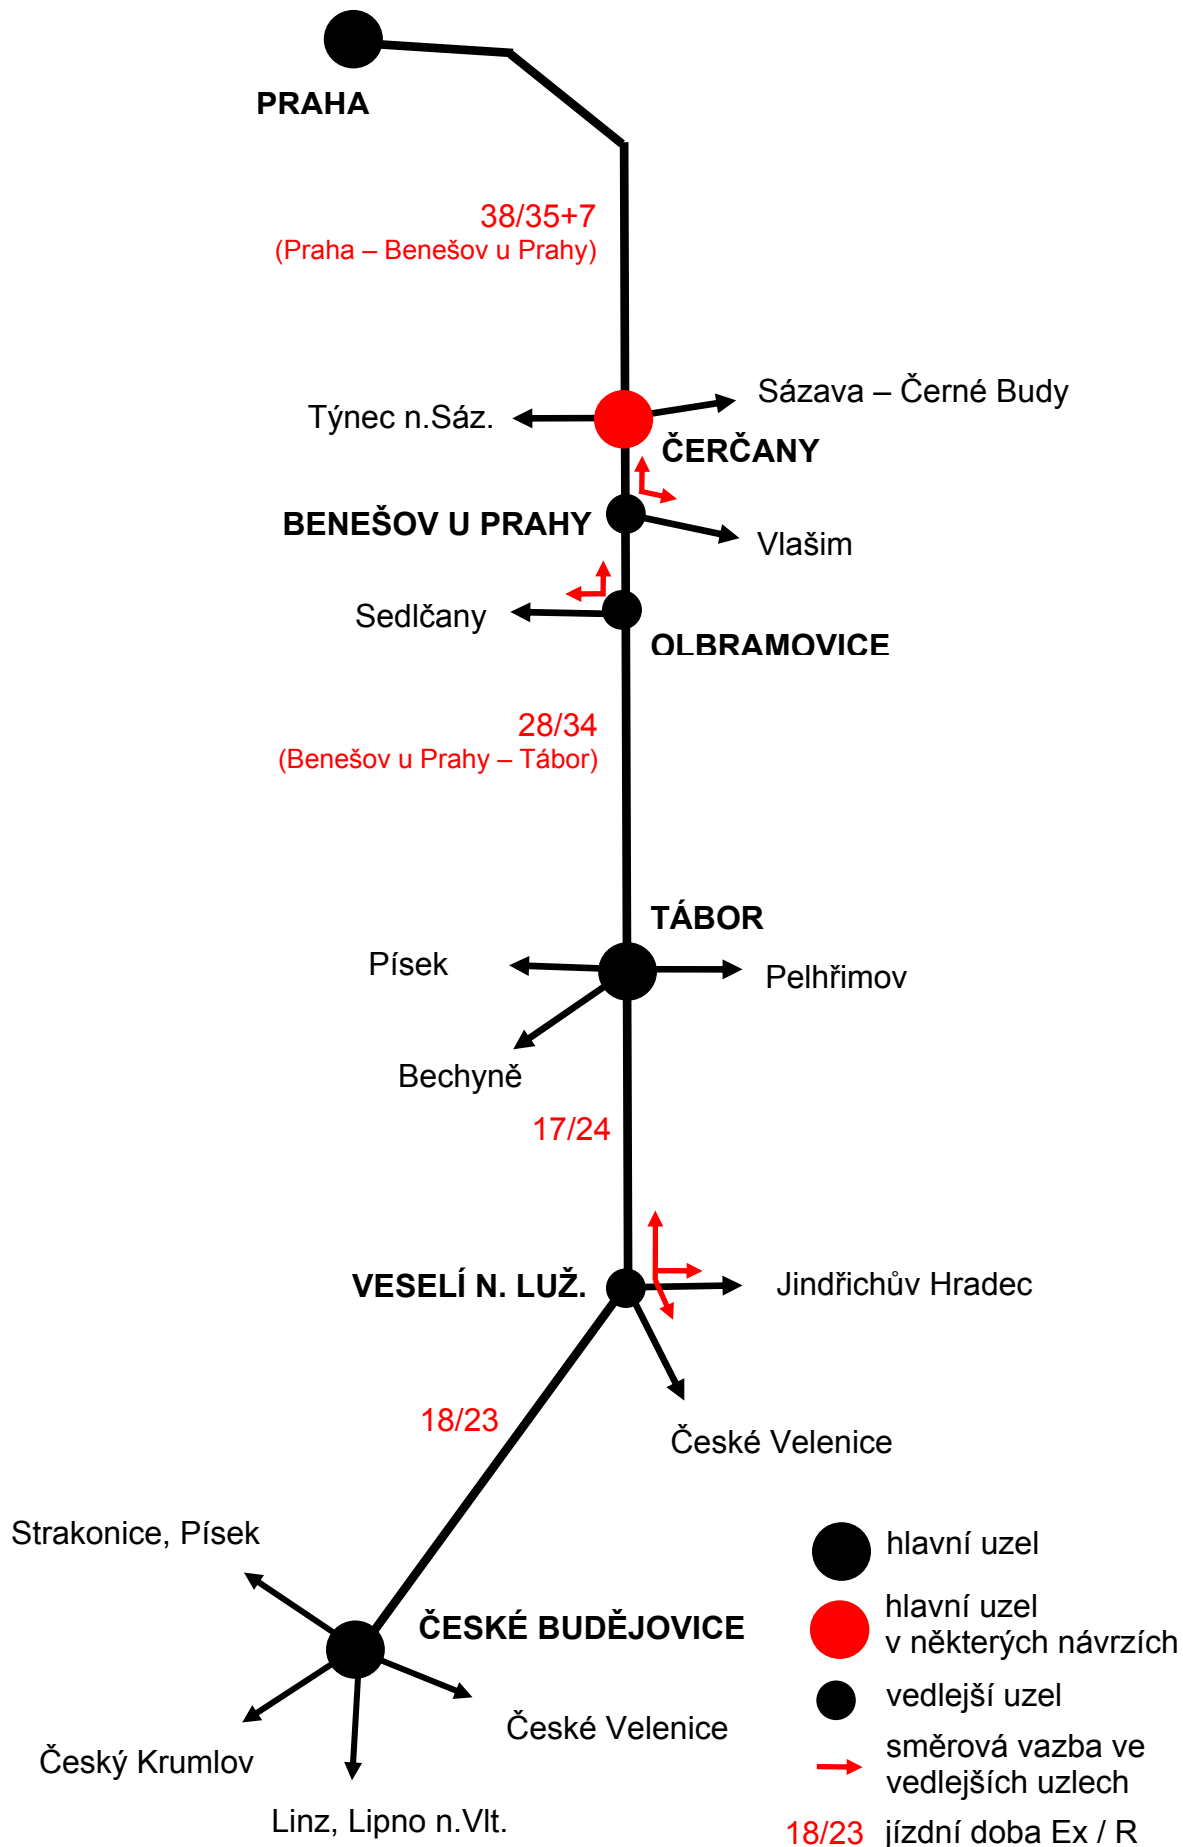 PRAHA
38/35+7
(Praha – Benešov u Prahy)
Týnec n.Sáz.
Sázava – Černé Budy
ČERČANY
BENEŠOV U PRAHY
Vlašim
Sedlčany
OLBRAMOVICE
28/34
(Benešov u Prahy – Tábor)
TÁBOR
Písek
Pelhřimov
Bechyně
17/24
VESELÍ N. LUŽ.
Jindřichův Hradec
18/23
České Velenice
Strakonice, Písek
ČESKÉ BUDĚJOVICE
České Velenice
Český Krumlov
Linz, Lipno n.Vlt.
hlavní uzel
hlavní uzel
v některých návrzích
vedlejší uzel
směrová vazba ve
vedlejších uzlech
18/23 jízdní doba Ex / R